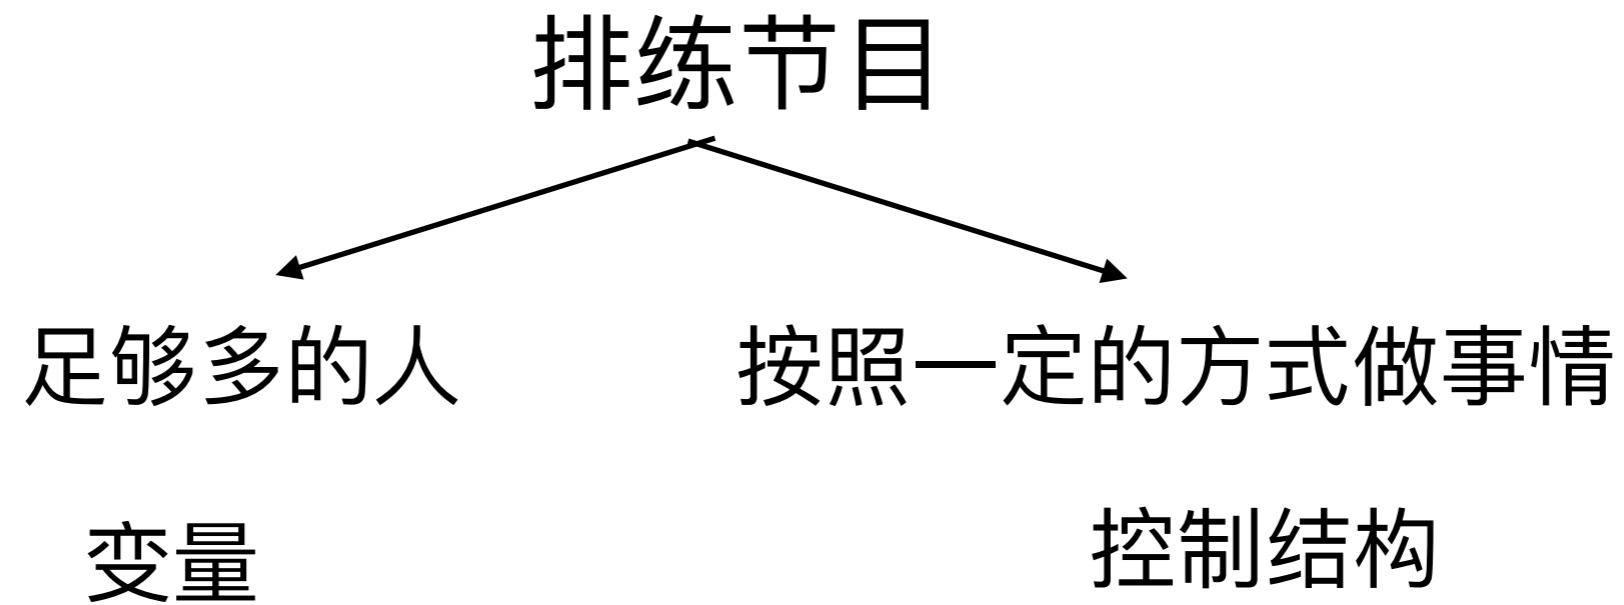 排练节目
足够多的人
按照一定的方式做事情
变量
控制结构